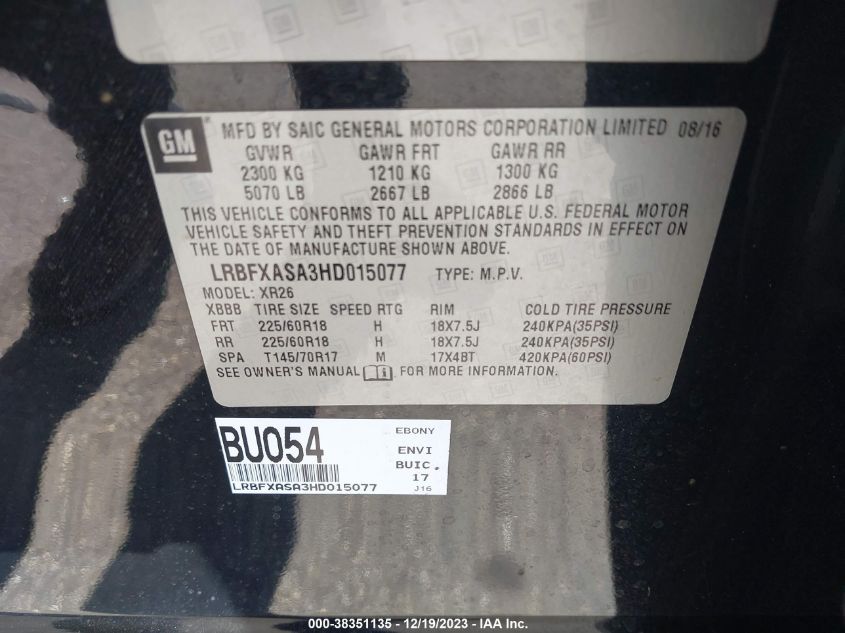 GM
MFD BY SAIC GENERAL MOTORS CORPORATION LIMITED 08/16
GVWR GAWR FRT GAWR RR
2300 KG 1210 KG 1300 KG
5070 LB 2667 LB 2866 LB
THIS VEHICLE CONFORMS TO ALL APPLICABLE U.S. FEDERAL MOTOR
VEHICLE SAFETY AND THEFT PREVENTION STANDARDS IN EFFECT ON
THE DATE OF MANUFACTURE SHOWN ABOVE.
LRBFXASA3HD015077 TYPE: M.P.V.
MODEL: XR26
XBBB TIRE SIZE SPEED RTG RIM COLD TIRE PRESSURE
FRT 225/60R18 H 18X7.5J 240KPA(35PSI)
RR 225/60R18 H 18X7.5J 240KPA(35PSI)
SPA T145/70R17 M 17X4BT 420KPA(60PSI)
SEE OWNER'S MANUAL FOR MORE INFORMATION.
BU054 EBONY
ENVI
BUIC.
17
LRBFXASA3HD015077 J16
000-38351135 - 12/19/2023 - © IAA Inc.